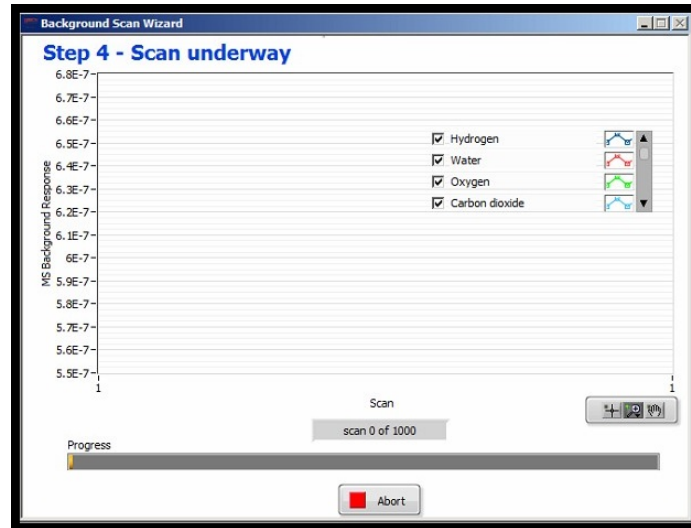 Background Scan Wizard
Step 4 - Scan underway
6.8E-7
6.7E-7
6.6E-7
6.5E-7
6.4E-7
6.3E-7
6.2E-7
6.1E-7
6E-7
5.9E-7
5.8E-7
5.7E-7
5.6E-7
5.5E-7
MS Background Response
Hydrogen
Water
Oxygen
Carbon dioxide
1
1
Scan
scan 0 of 1000
Progress
Abort